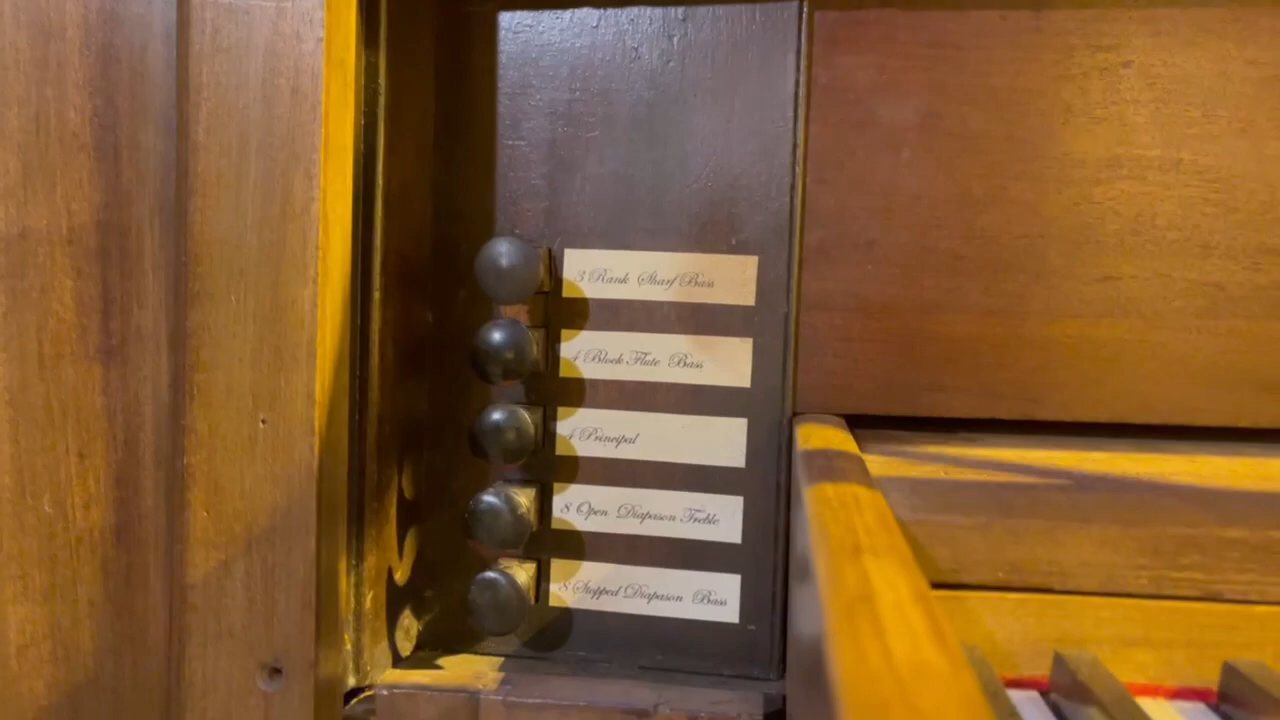 3 Rank Sharf Bass
4 Block Flute Bass
4 Principal
8 Open Diapason Treble
8 Stopped Diapason Bass